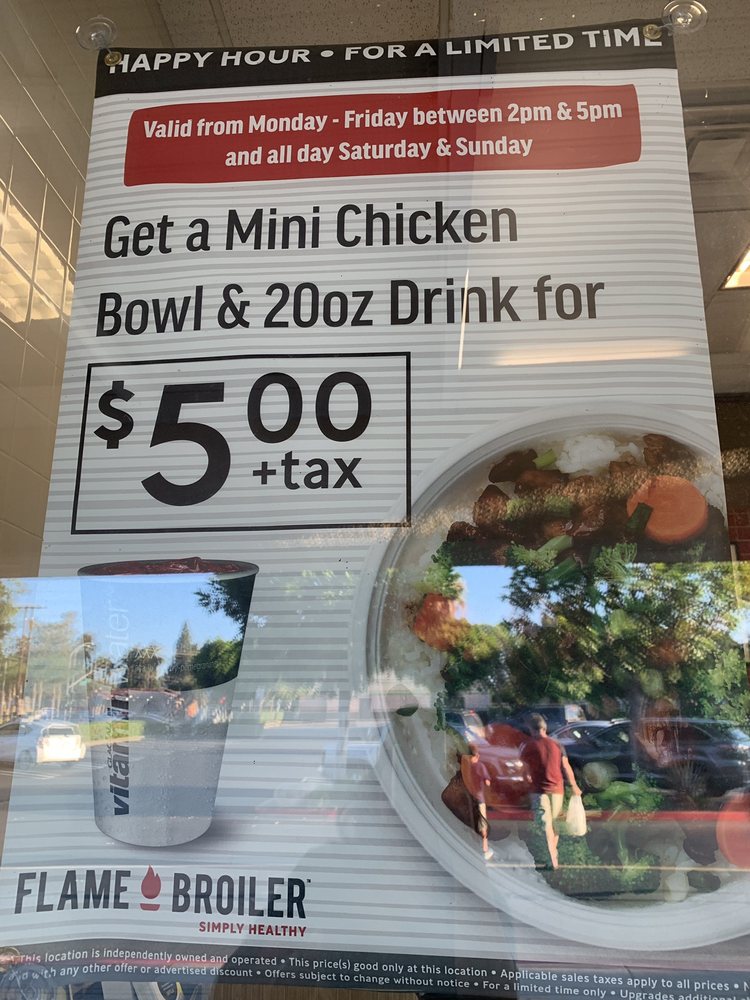 HAPPY HOUR • FOR A LIMITED TIME
Valid from Monday - Friday between 2pm & 5pm
and all day Saturday & Sunday
Get a Mini Chicken
Bowl & 20oz Drink for
$5.00
+tax
vitamin
water
FLAME BROILER™
SIMPLY HEALTHY
This location is independently owned and operated • This price(s) good only at this location • Applicable sales taxes apply to all prices •
with any other offer or advertised discount • Offers subject to change without notice • For a limited time only • Upgrades